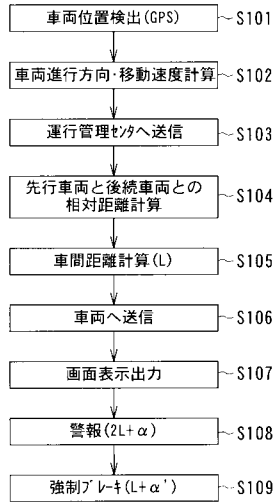 車両位置検出(GPS) S101
車両進行方向・移動速度計算 S102
運行管理ｾﾝﾀへ送信 S103
先行車両と後続車両との
相対距離計算 S104
車間距離計算(L) S105
車両へ送信 S106
画面表示出力 S107
警報(2L+α) S108
強制ﾌﾞﾚｰｷ(L+α') S109